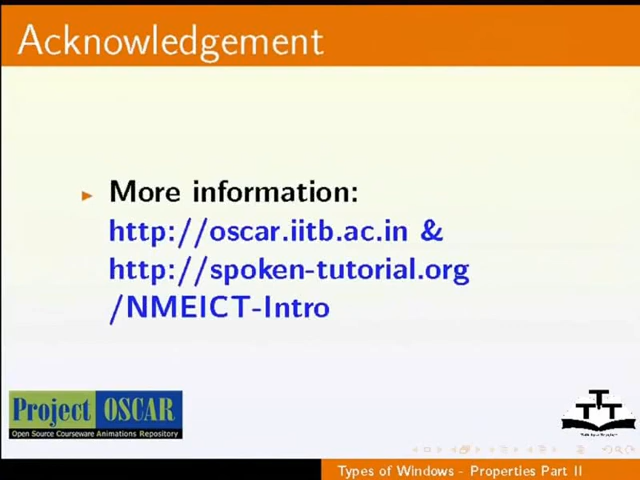 Acknowledgement
More information:
http://oscar.iitb.ac.in &
http://spoken-tutorial.org
/NMEICT-Intro
Project OSCAR
Open Source Courseware Animations Repository
TTT
Types of Windows - Properties Part II